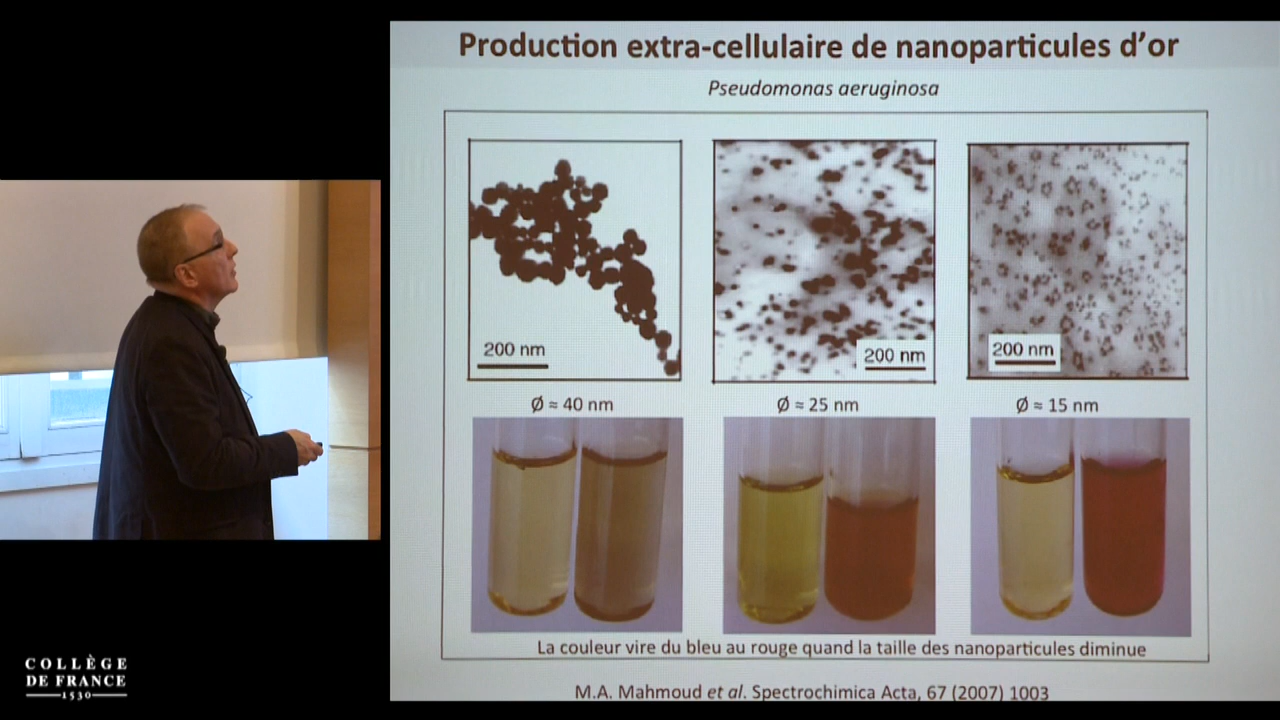 Production extra-cellulaire de nanoparticules d'or
Pseudomonas aeruginosa
200 nm
200 nm
200 nm
Ø ≈ 40 nm
Ø ≈ 25 nm
Ø ≈ 15 nm
La couleur vire du bleu au rouge quand la taille des nanoparticules diminue
M.A. Mahmoud et al. Spectrochimica Acta, 67 (2007) 1003
COLLÈGE
DE FRANCE
1530